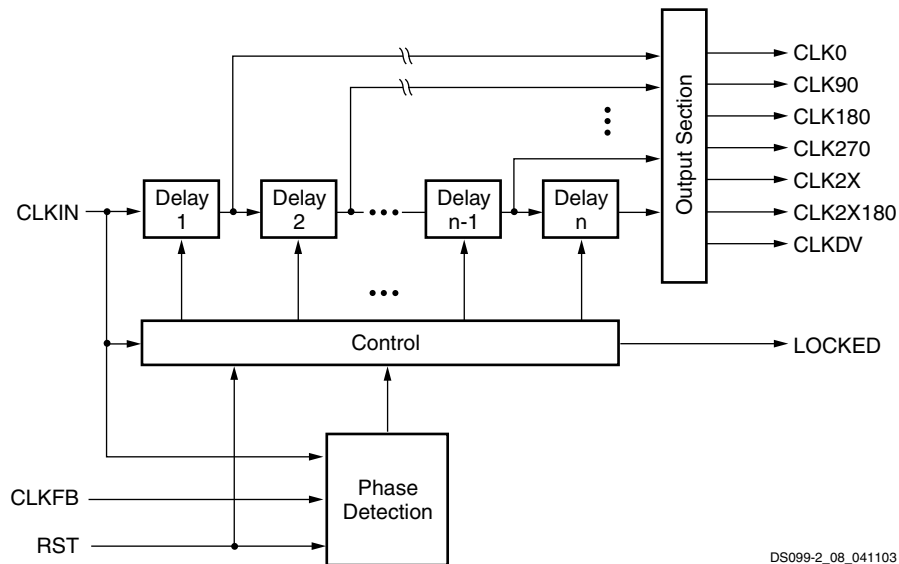 CLK0
CLK90
CLK180
CLK270
CLK2X
CLK2X180
CLKDV
Output Section
CLKIN
Delay
1
Delay
2
Delay
n-1
Delay
n
Control
LOCKED
Phase
Detection
CLKFB
RST
DS099-2_08_041103